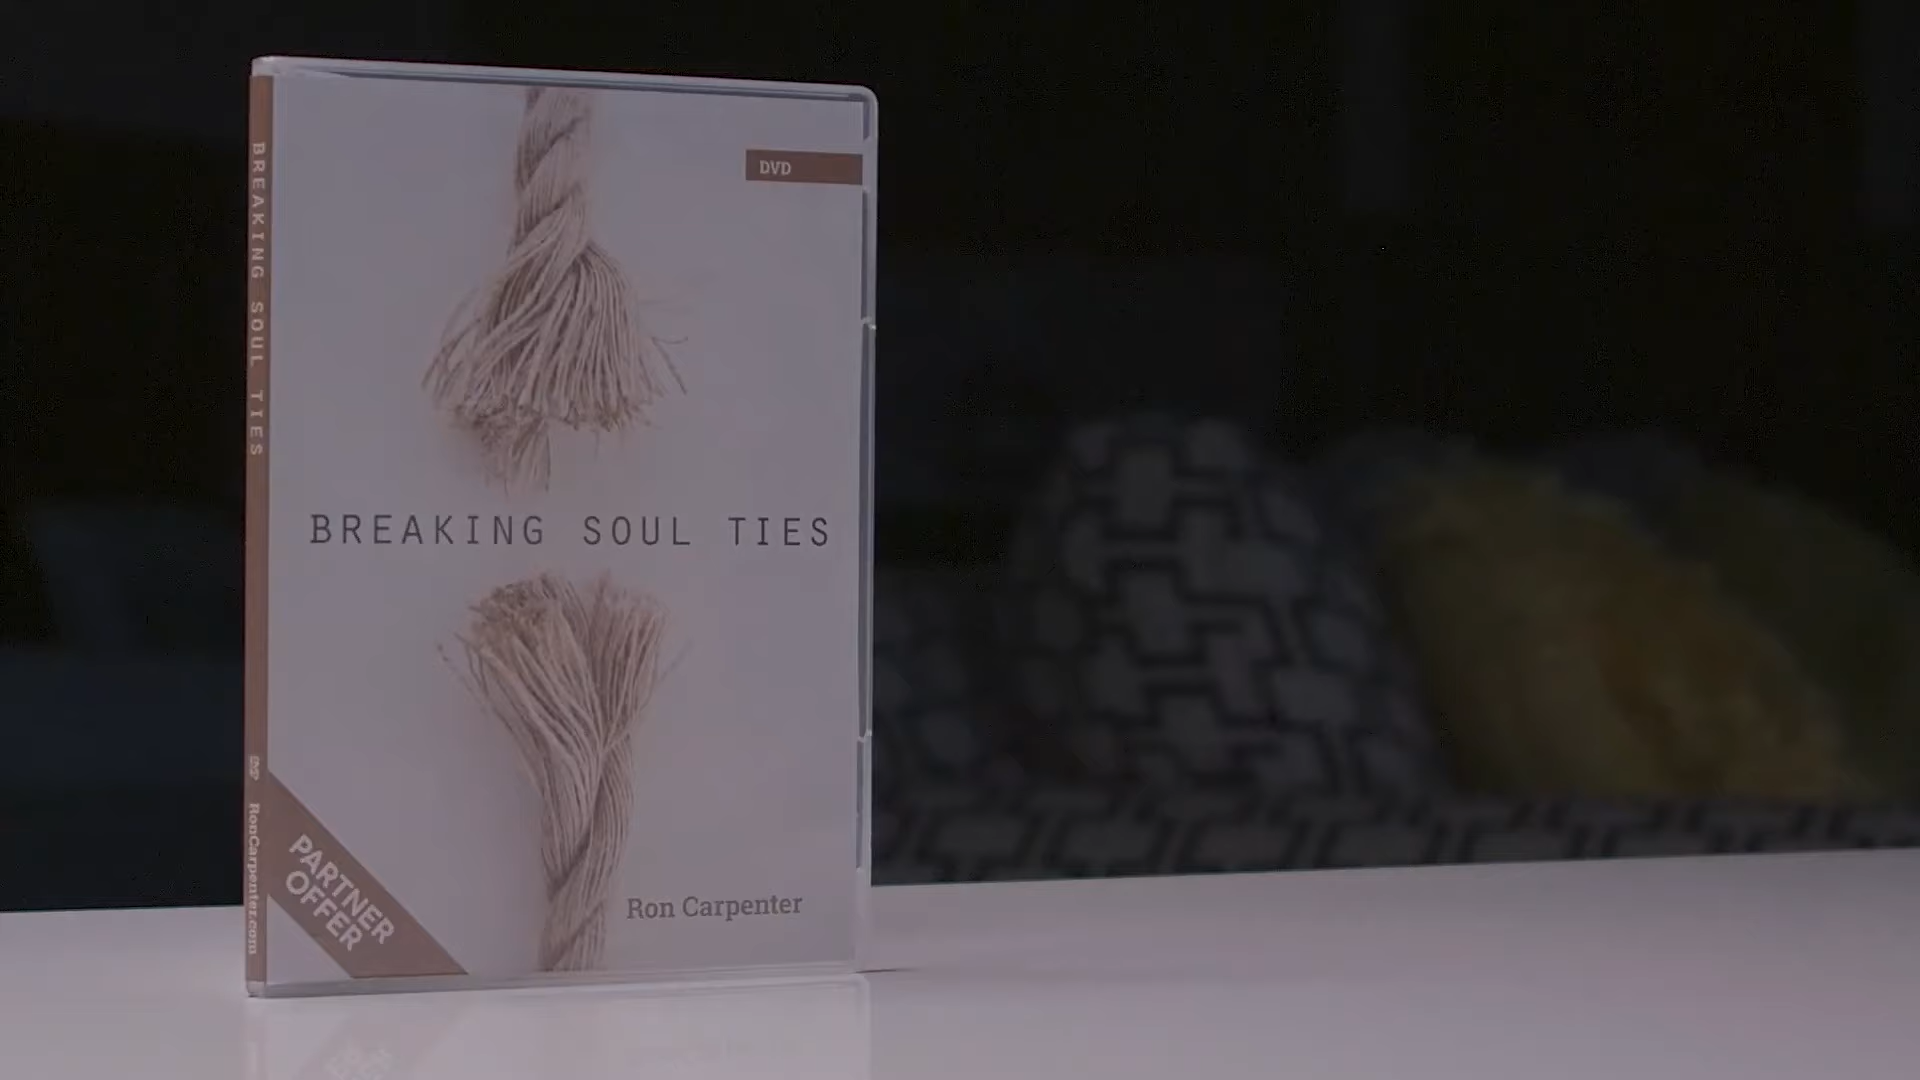 BREAKING SOUL TIES
RonCarpenter.com
DVD
BREAKING SOUL TIES
PARTNER
OFFER
Ron Carpenter